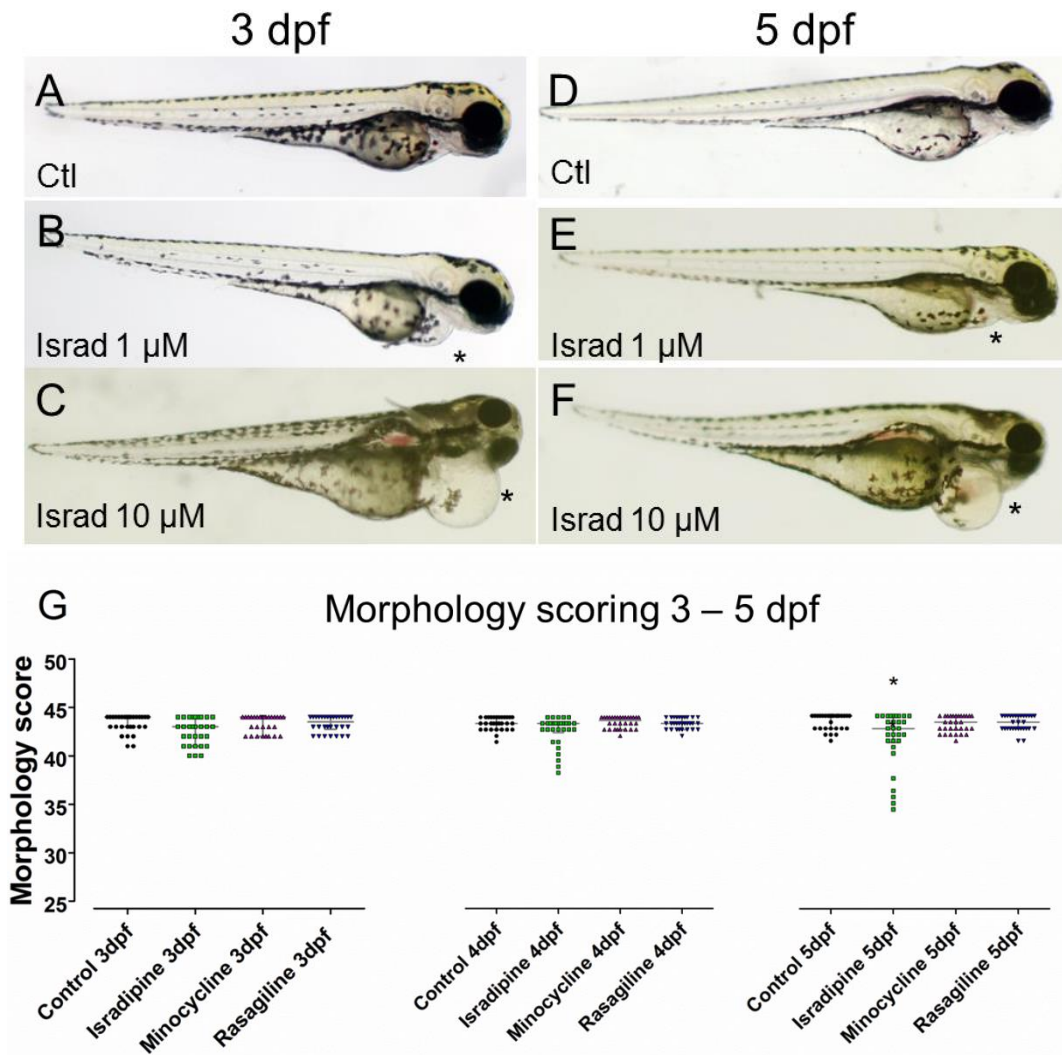 3 dpf
5 dpf
A
Ctl
D
Ctl
B
Israd 1 µM
*
E
Israd 1 µM
*
C
Israd 10 µM
*
F
Israd 10 µM
*
G
Morphology scoring 3 – 5 dpf
Morphology score
50
45
40
35
30
25
*
Control 3dpf
Isradipine 3dpf
Minocycline 3dpf
Rasagiline 3dpf
Control 4dpf
Isradipine 4dpf
Minocycline 4dpf
Rasagiline 4dpf
Control 5dpf
Isradipine 5dpf
Minocycline 5dpf
Rasagiline 5dpf